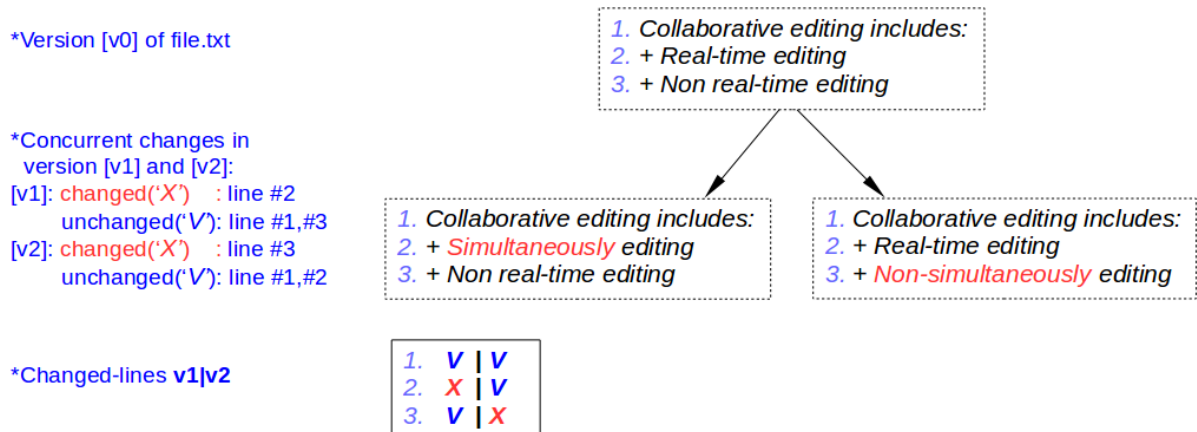 *Version [v0] of file.txt
1. Collaborative editing includes:
2. + Real-time editing
3. + Non real-time editing
*Concurrent changes in
version [v1] and [v2]:
[v1]: changed(‘X’) : line #2
unchanged(‘V’): line #1,#3
[v2]: changed(‘X’) : line #3
unchanged(‘V’): line #1,#2
1. Collaborative editing includes:
2. + Simultaneously editing
3. + Non real-time editing
1. Collaborative editing includes:
2. + Real-time editing
3. + Non-simultaneously editing
*Changed-lines v1|v2
1. V | V
2. X | V
3. V | X